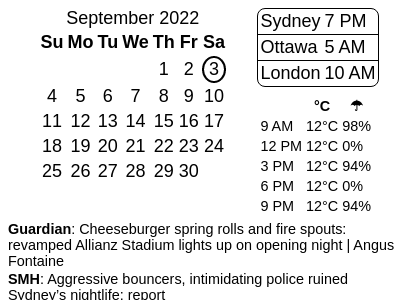 September 2022
Su Mo Tu We Th Fr Sa
1 2 3
4 5 6 7 8 9 10
11 12 13 14 15 16 17
18 19 20 21 22 23 24
25 26 27 28 29 30
Sydney 7 PM
Ottawa 5 AM
London 10 AM
°C ☂
9 AM 12°C 98%
12 PM 12°C 0%
3 PM 12°C 94%
6 PM 12°C 0%
9 PM 12°C 94%
Guardian: Cheeseburger spring rolls and fire spouts:
revamped Allianz Stadium lights up on opening night | Angus
Fontaine
SMH: Aggressive bouncers, intimidating police ruined
Sydney's nightlife: report